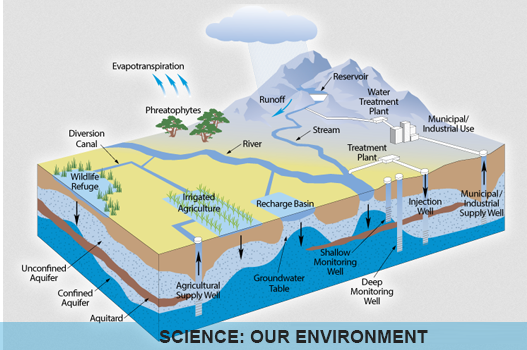 Evapotranspiration
Phreatophytes
Runoff
Reservoir
Water
Treatment
Plant
Municipal/
Industrial Use
Diversion
Canal
River
Stream
Treatment
Plant
Wildlife
Refuge
Irrigated
Agriculture
Recharge Basin
Injection
Well
Municipal/
Industrial
Supply Well
Unconfined
Aquifer
Confined
Aquifer
Aquitard
Agricultural
Supply Well
Groundwater
Table
Shallow
Monitoring
Well
Deep
Monitoring
Well
SCIENCE: OUR ENVIRONMENT